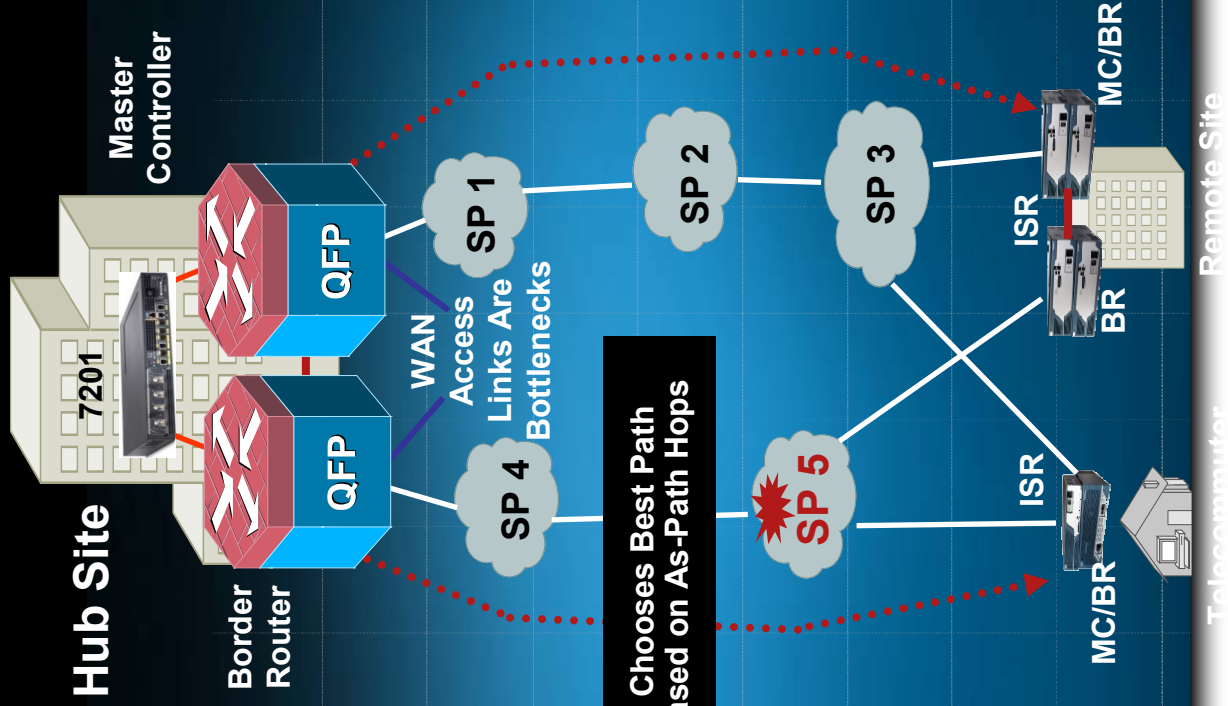 Hub Site
7201
Master
Controller
Border
Router
QFP
QFP
WAN
Access
Links Are
Bottlenecks
SP 1
SP 4
SP 2
Chooses Best Path
ased on As-Path Hops
SP 5
SP 3
ISR
MC/BR
ISR
BR
MC/BR
Telecommuter
Remote Site